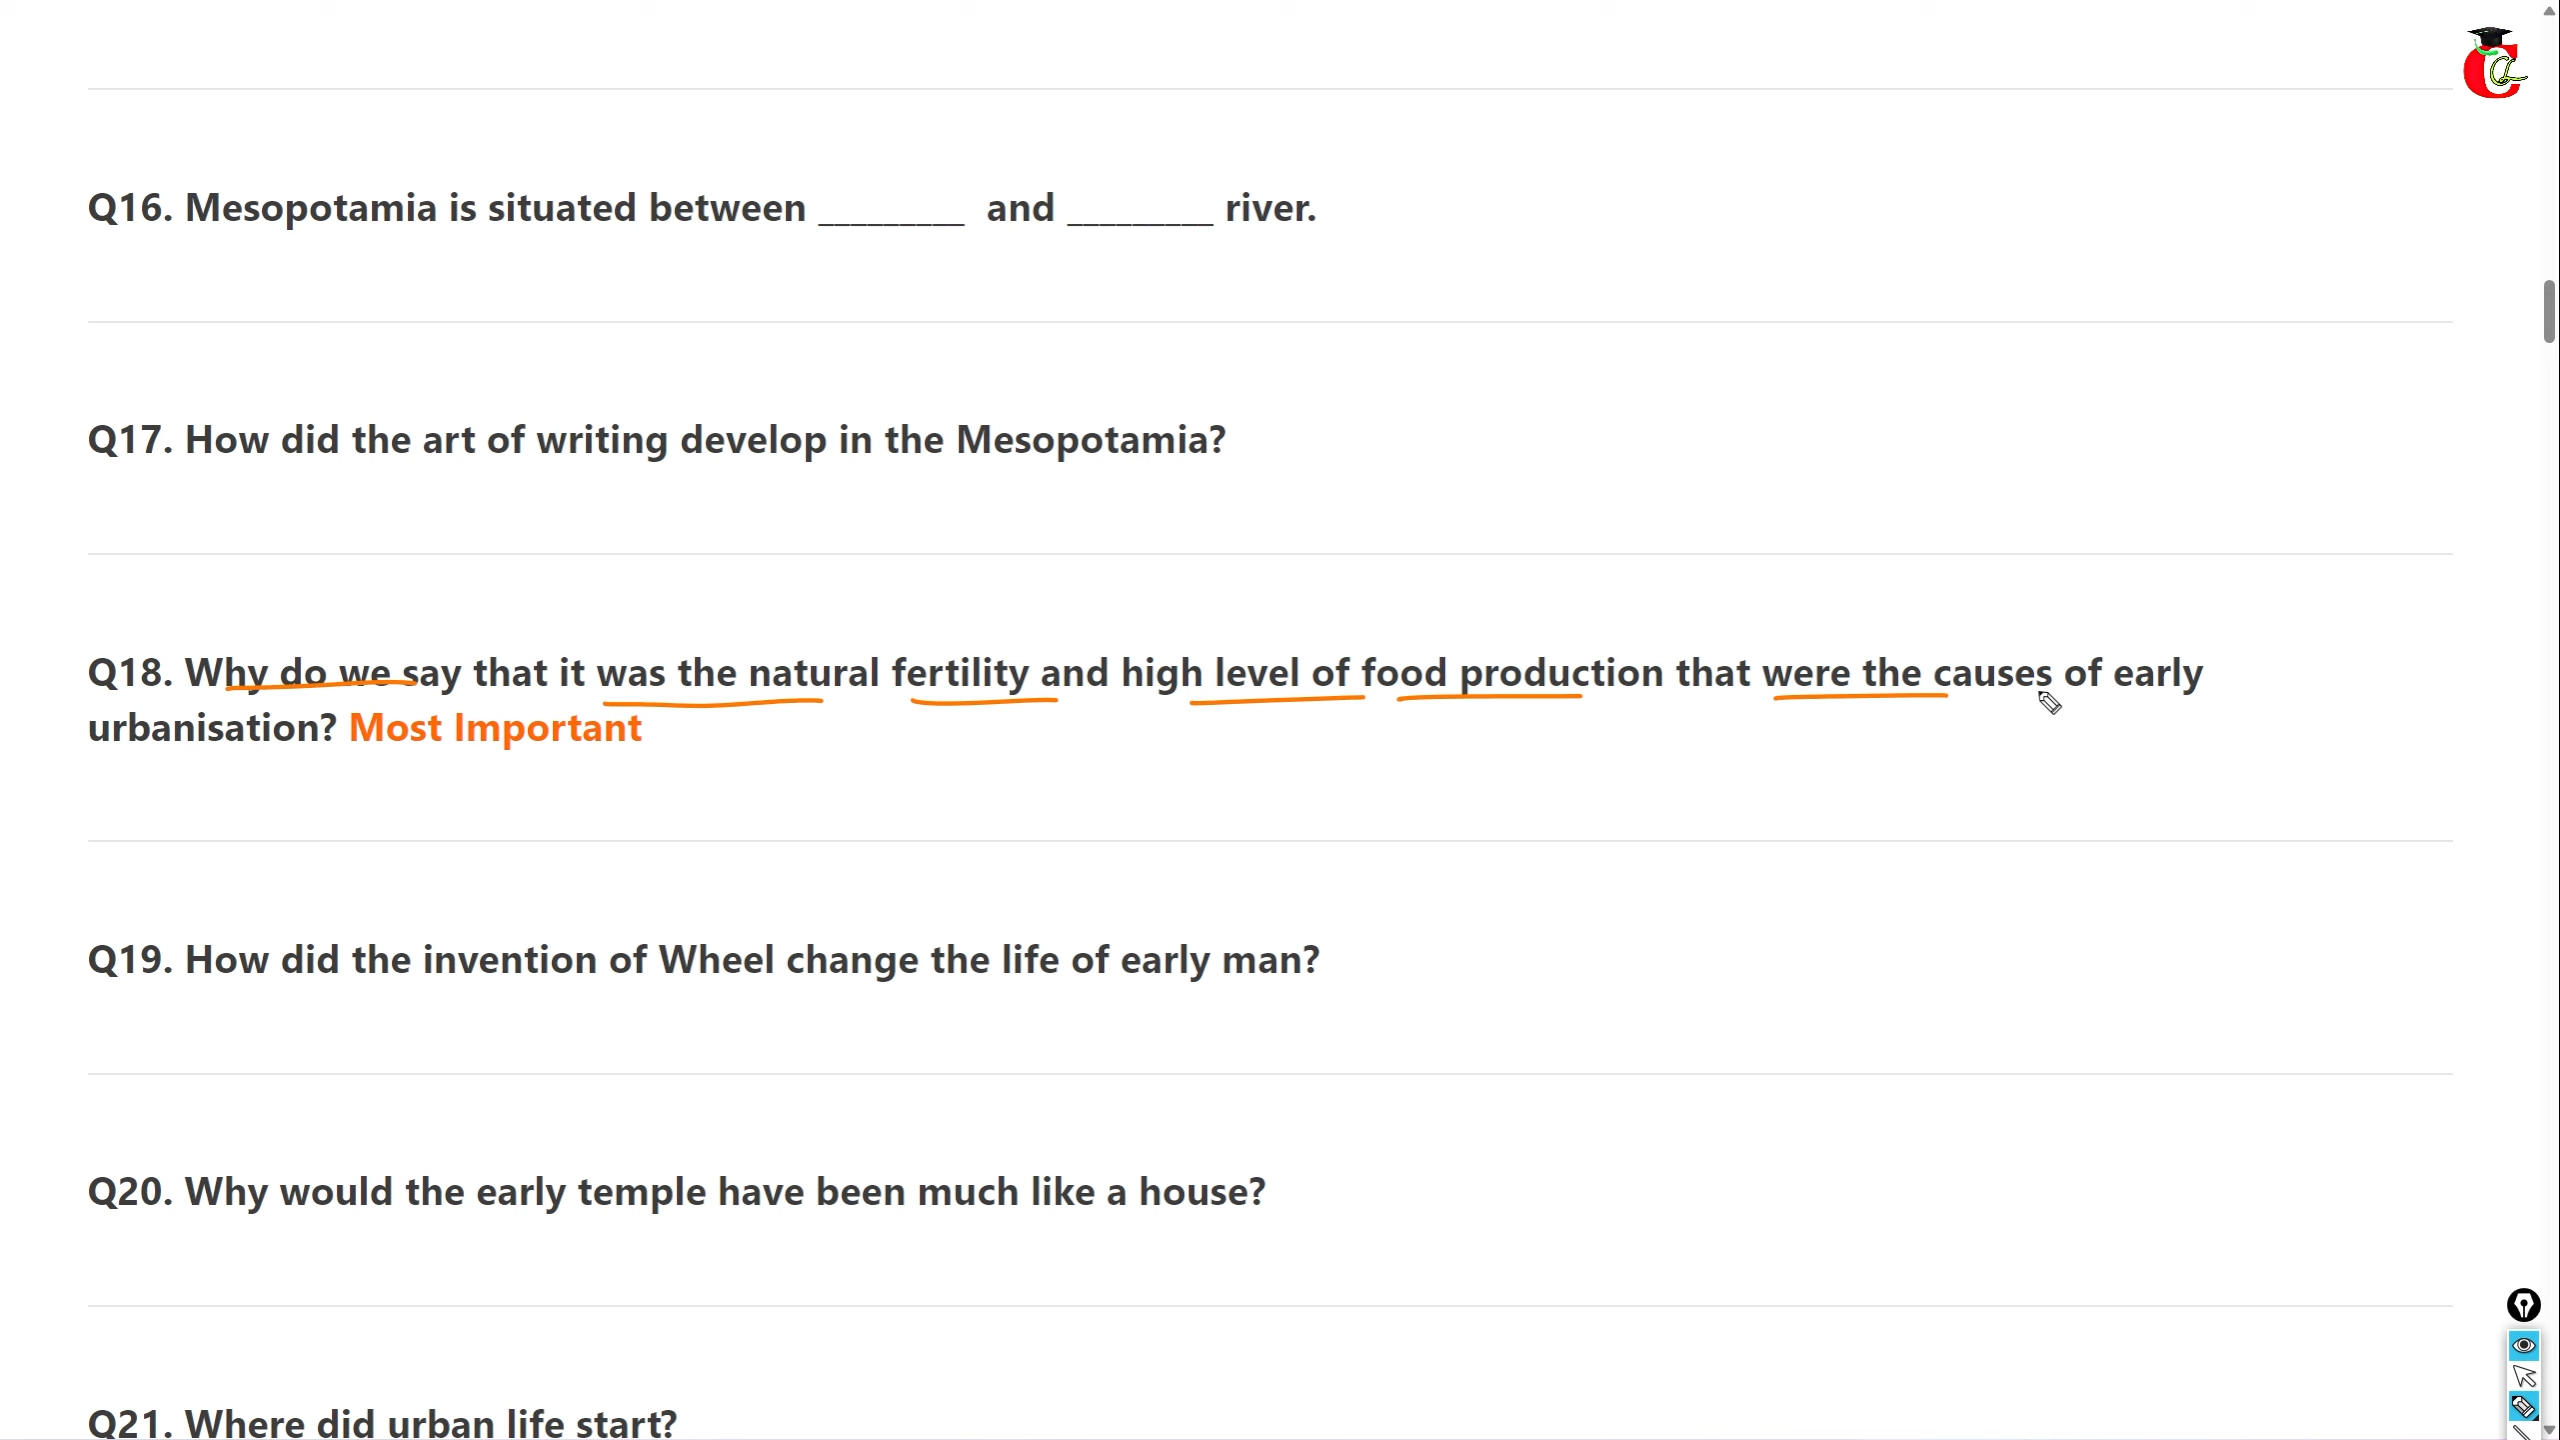 Q16. Mesopotamia is situated between _________ and _________ river.
Q17. How did the art of writing develop in the Mesopotamia?
Q18. Why do we say that it was the natural fertility and high level of food production that were the causes of early
urbanisation? Most Important
Q19. How did the invention of Wheel change the life of early man?
Q20. Why would the early temple have been much like a house?
Q21. Where did urban life start?